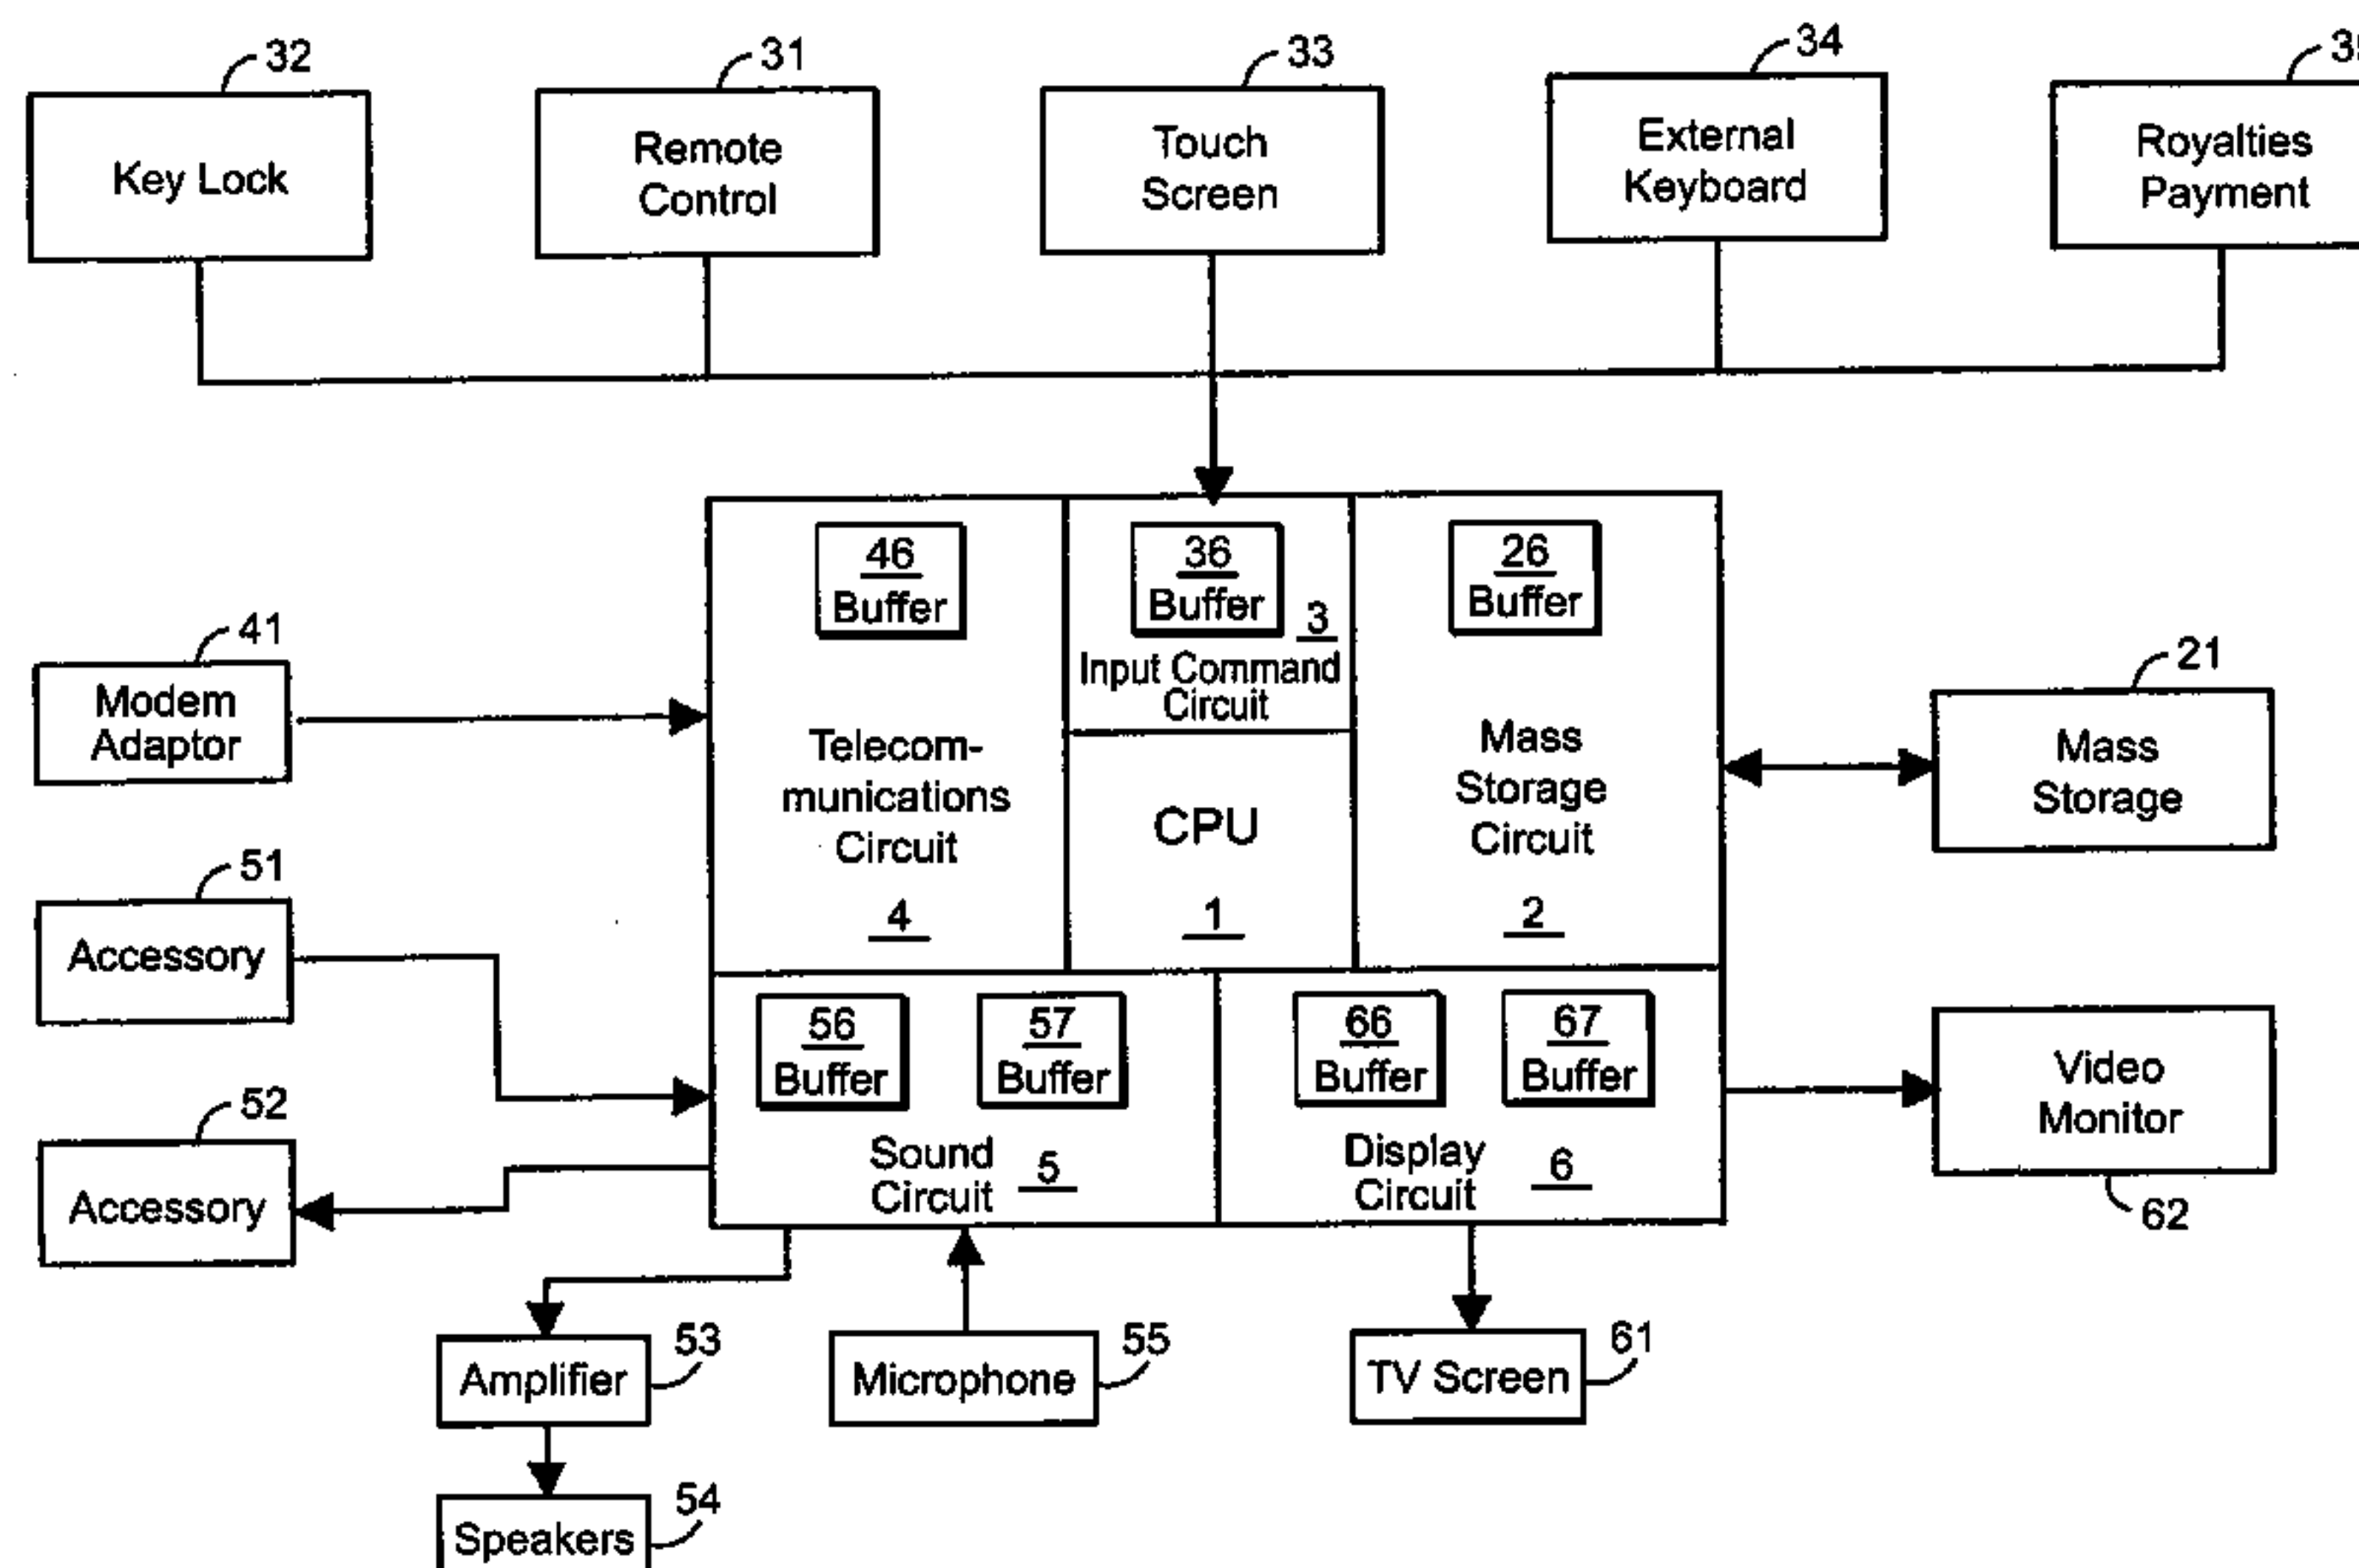 32
31
33
34
Key Lock
Remote
Control
Touch
Screen
External
Keyboard
Royalties
Payment
46
Buffer
36
Buffer
3
Input Command
Circuit
26
Buffer
41
Modem
Adaptor
Telecom-
munications
Circuit
4
CPU
1
Mass
Storage
Circuit
2
21
Mass
Storage
51
Accessory
52
Accessory
56
Buffer
57
Buffer
Sound
Circuit
5
66
Buffer
67
Buffer
Display
Circuit
6
Video
Monitor
62
Amplifier
53
Microphone
55
TV Screen
61
Speakers
54